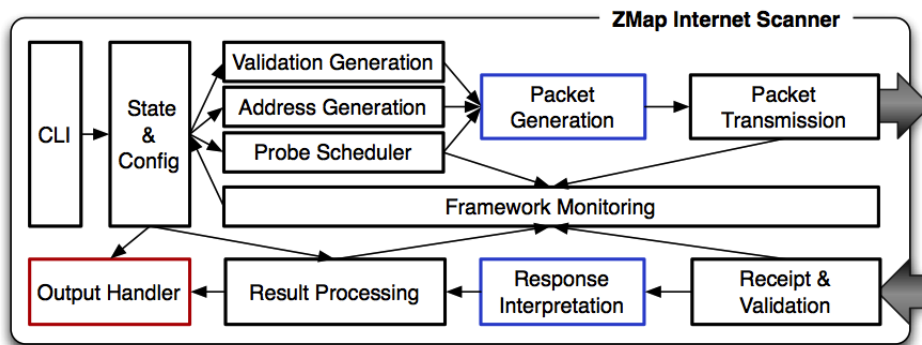 ZMap Internet Scanner
CLI
State
&
Config
Validation Generation
Address Generation
Probe Scheduler
Packet
Generation
Packet
Transmission
Framework Monitoring
Output Handler
Result Processing
Response
Interpretation
Receipt &
Validation